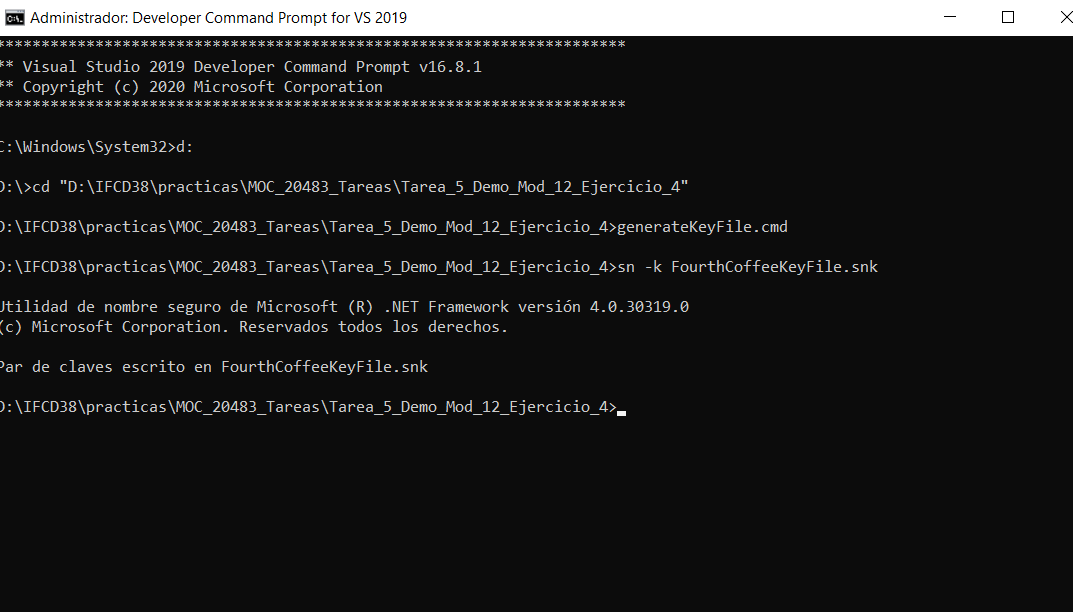 Administrador: Developer Command Prompt for VS 2019
**********************************************************************
** Visual Studio 2019 Developer Command Prompt v16.8.1
** Copyright (c) 2020 Microsoft Corporation
**********************************************************************
C:\Windows\System32>d:
D:\>cd "D:\IFCD38\practicas\MOC_20483_Tareas\Tarea_5_Demo_Mod_12_Ejercicio_4"
D:\IFCD38\practicas\MOC_20483_Tareas\Tarea_5_Demo_Mod_12_Ejercicio_4>generateKeyFile.cmd
D:\IFCD38\practicas\MOC_20483_Tareas\Tarea_5_Demo_Mod_12_Ejercicio_4>sn -k FourthCoffeeKeyFile.snk
Utilidad de nombre seguro de Microsoft (R) .NET Framework versión 4.0.30319.0
(c) Microsoft Corporation. Reservados todos los derechos.
Par de claves escrito en FourthCoffeeKeyFile.snk
D:\IFCD38\practicas\MOC_20483_Tareas\Tarea_5_Demo_Mod_12_Ejercicio_4>